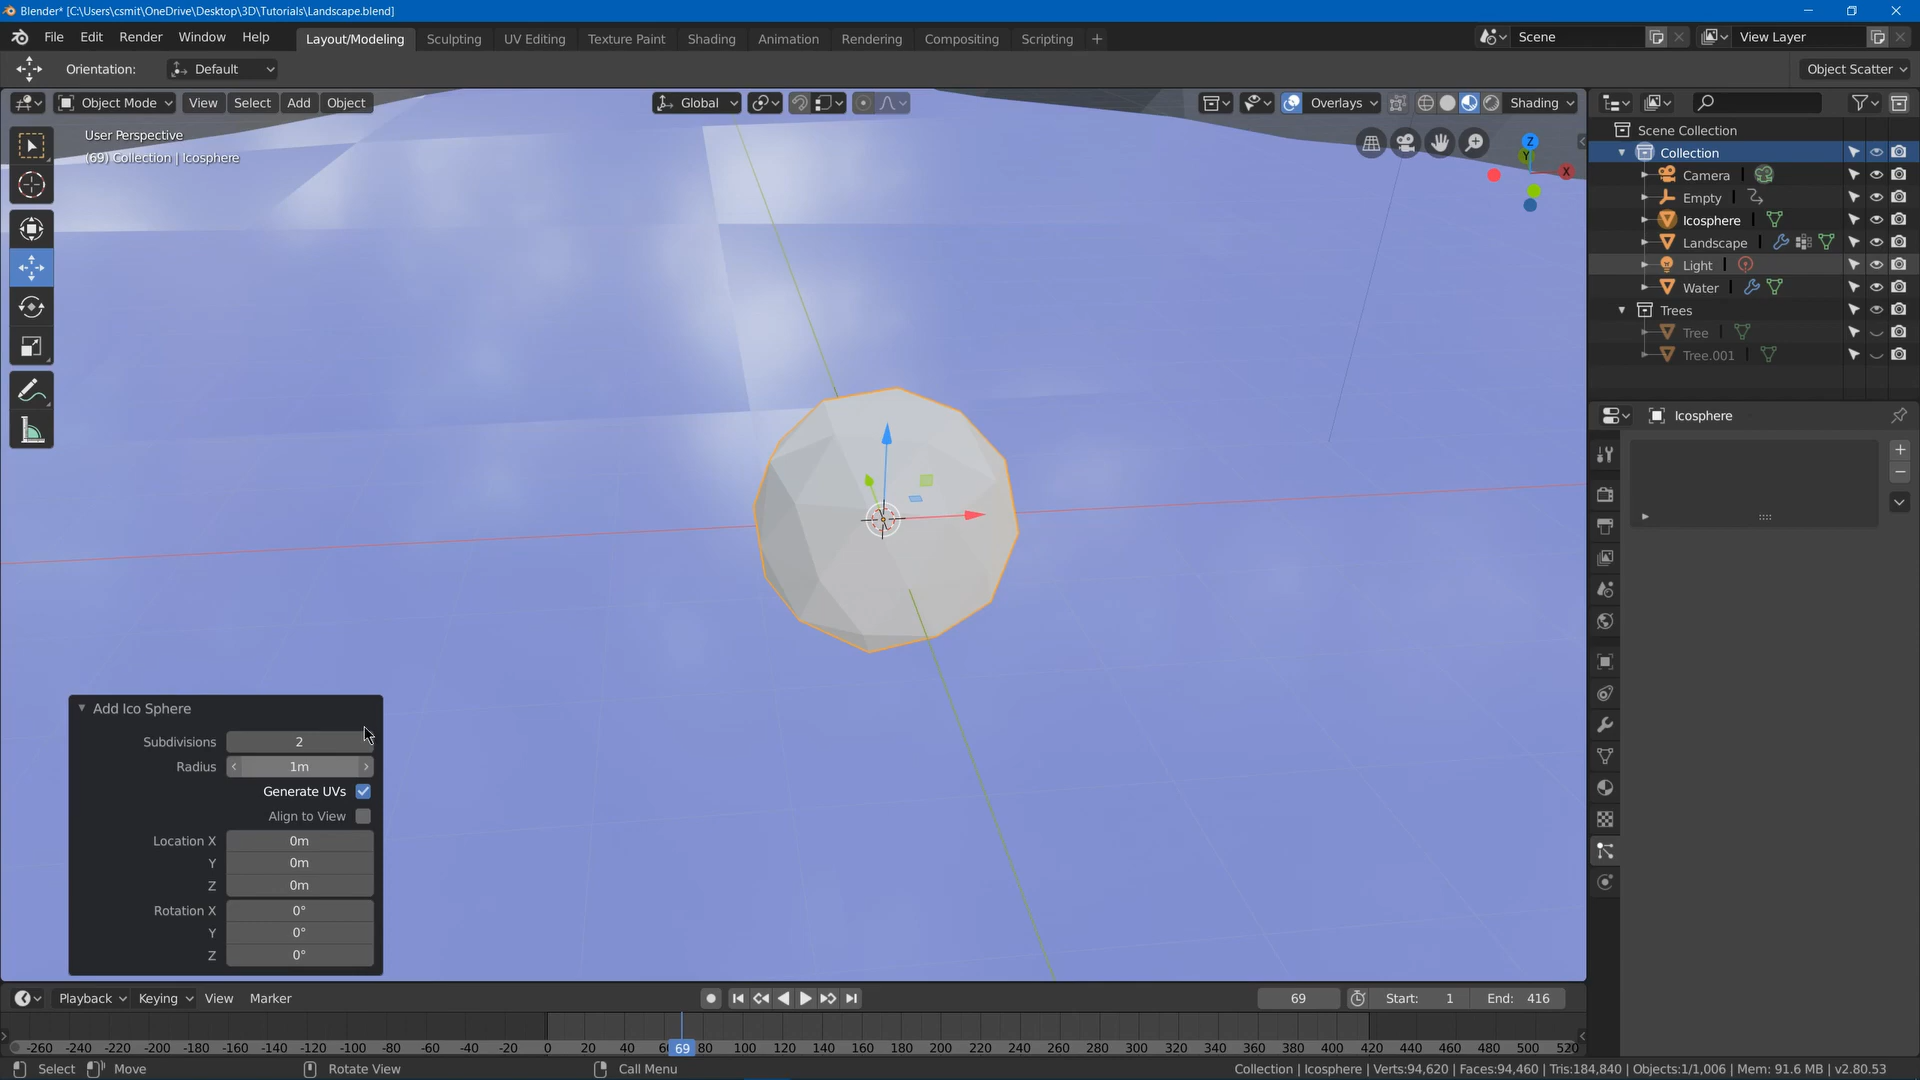 Blender* [C:\Users\csmit\OneDrive\Desktop\3D\Tutorials\Landscape.blend]
File Edit Render Window Help Layout/Modeling Sculpting UV Editing Texture Paint Shading Animation Rendering Compositing Scripting + Scene View Layer
Orientation: Default Object Scatter
Object Mode View Select Add Object Global Overlays Shading
User Perspective
(69) Collection | Icosphere
Z
Y
X
Scene Collection
Collection
Camera
Empty
Icosphere
Landscape
Light
Water
Trees
Tree
Tree.001
Icosphere
Add Ico Sphere
Subdivisions 2
Radius 1m
Generate UVs
Align to View
Location X 0m
Y 0m
Z 0m
Rotation X 0°
Y 0°
Z 0°
Playback Keying View Marker 69 Start: 1 End: 416
-260 -240 -220 -200 -180 -160 -140 -120 -100 -80 -60 -40 -20 0 20 40 69 80 100 120 140 160 180 200 220 240 260 280 300 320 340 360 380 400 420 440 460 480 500 520
Select Move Rotate View Call Menu Collection | Icosphere | Verts:94,620 | Faces:94,460 | Tris:184,840 | Objects:1/1,006 | Mem: 91.6 MB | v2.80.53